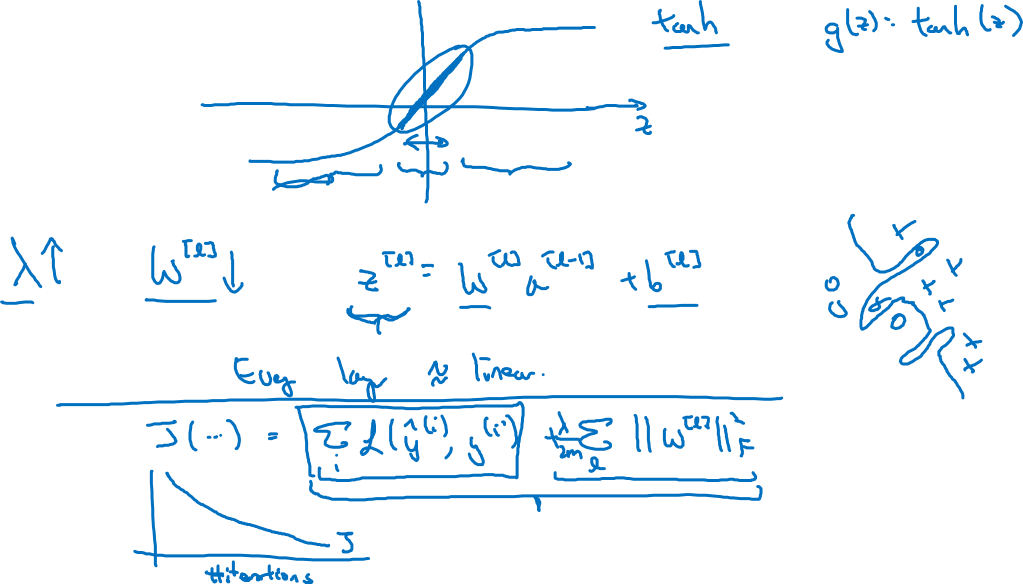 tanh g(z) = tanh(z)
z
λ↑ W^[l]↓ z^[l] = W^[l] a^[l-1] + b^[l]
Every layer ≈ linear.
J(…) = Σ_i L(ŷ^(i), y^(i)) + λ/2m Σ_l ||W^[l]||²_F
J
#iterations